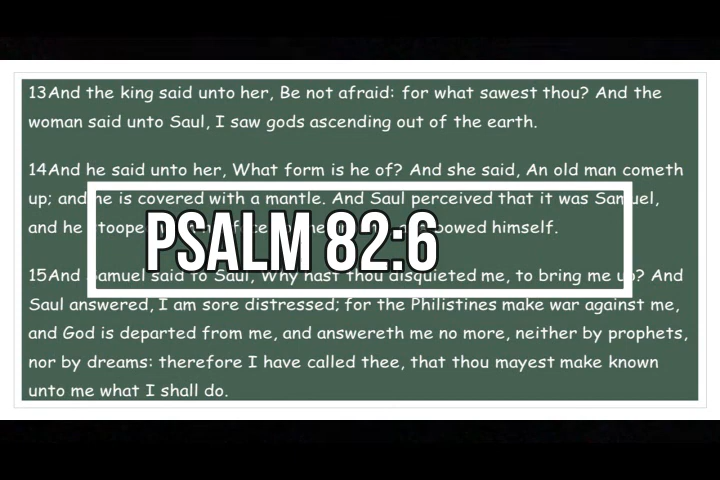 13And the king said unto her, Be not afraid: for what sawest thou? And the
woman said unto Saul, I saw gods ascending out of the earth.
14And he said unto her, What form is he of? And she said, An old man cometh
up; and he is covered with a mantle. And Saul perceived that it was Samuel,
and he bowed himself.
PSALM 82:6
15And Samuel said to Saul, Why hast thou disquieted me, to bring me up? And
Saul answered, I am sore distressed; for the Philistines make war against me,
and God is departed from me, and answereth me no more, neither by prophets,
nor by dreams: therefore I have called thee, that thou mayest make known
unto me what I shall do.